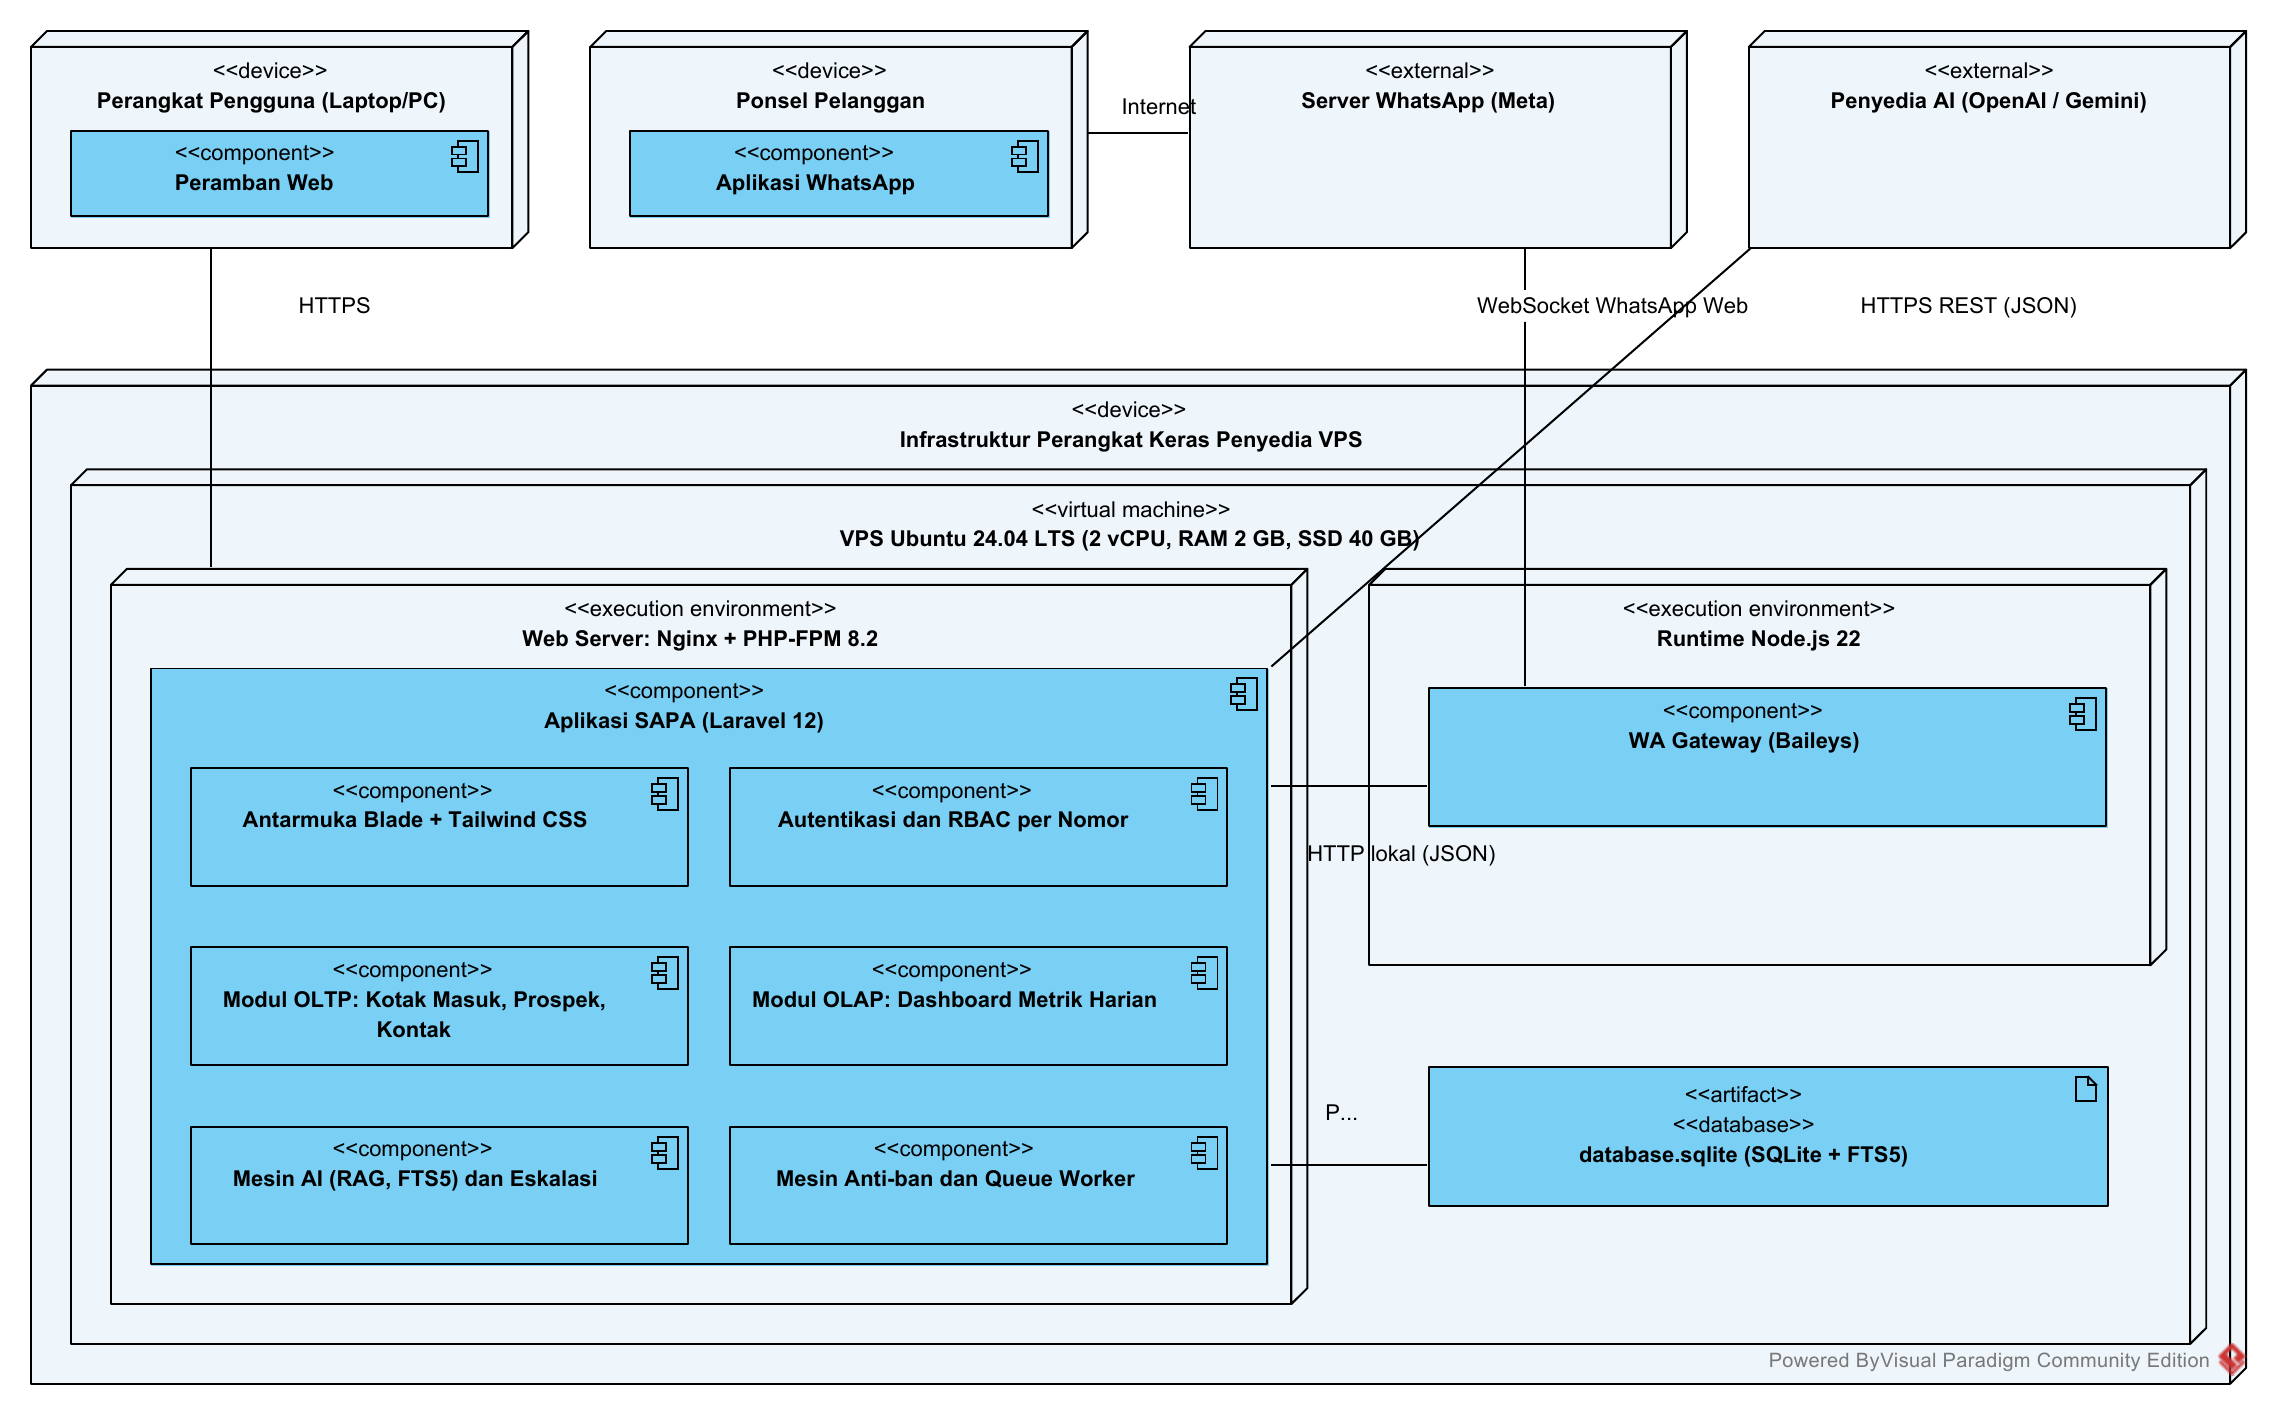 <<device>>
Perangkat Pengguna (Laptop/PC)
<<component>>
Peramban Web
<<device>>
Ponsel Pelanggan
<<component>>
Aplikasi WhatsApp
Internet
<<external>>
Server WhatsApp (Meta)
<<external>>
Penyedia AI (OpenAI / Gemini)
HTTPS
WebSocket WhatsApp Web
HTTPS REST (JSON)
<<device>>
Infrastruktur Perangkat Keras Penyedia VPS
<<virtual machine>>
VPS Ubuntu 24.04 LTS (2 vCPU, RAM 2 GB, SSD 40 GB)
<<execution environment>>
Web Server: Nginx + PHP-FPM 8.2
<<component>>
Aplikasi SAPA (Laravel 12)
<<component>>
Antarmuka Blade + Tailwind CSS
<<component>>
Autentikasi dan RBAC per Nomor
<<component>>
Modul OLTP: Kotak Masuk, Prospek,
Kontak
<<component>>
Modul OLAP: Dashboard Metrik Harian
<<component>>
Mesin AI (RAG, FTS5) dan Eskalasi
<<component>>
Mesin Anti-ban dan Queue Worker
<<execution environment>>
Runtime Node.js 22
<<component>>
WA Gateway (Baileys)
HTTP lokal (JSON)
P...
<<artifact>>
<<database>>
database.sqlite (SQLite + FTS5)
Powered ByVisual Paradigm Community Edition